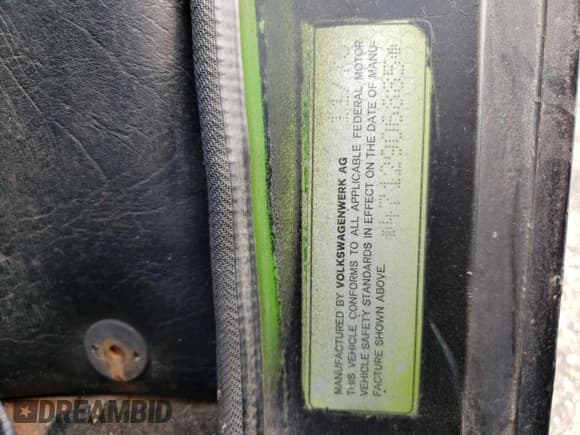 MANUFACTURED BY VOLKSWAGENWERK AG
THIS VEHICLE CONFORMS TO ALL APPLICABLE FEDERAL MOTOR
VEHICLE SAFETY STANDARDS IN EFFECT ON THE DATE OF MANU-
FACTURE SHOWN ABOVE.
DREAMBID